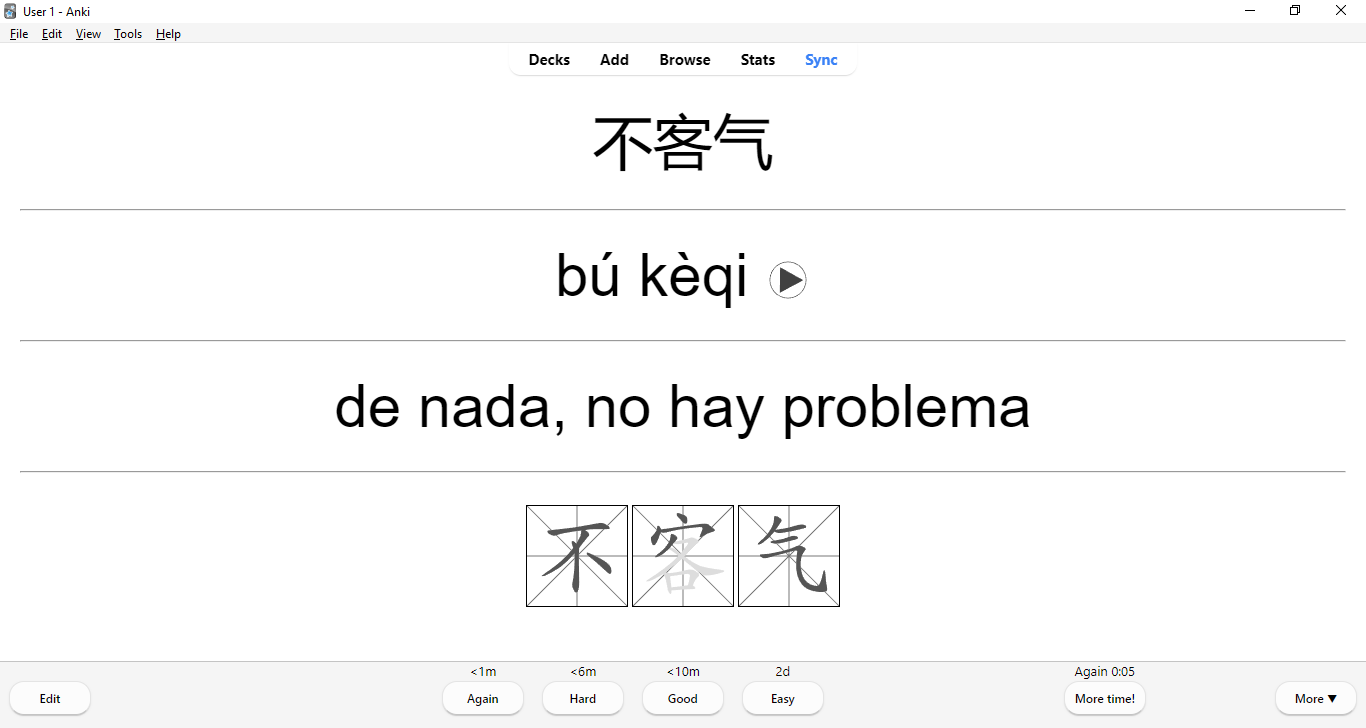 User 1 - Anki
File Edit View Tools Help
Decks Add Browse Stats Sync
不客气
bú kèqi
de nada, no hay problema
不客气
<1m <6m <10m 2d Again 0:05
Edit Again Hard Good Easy More time! More ▼